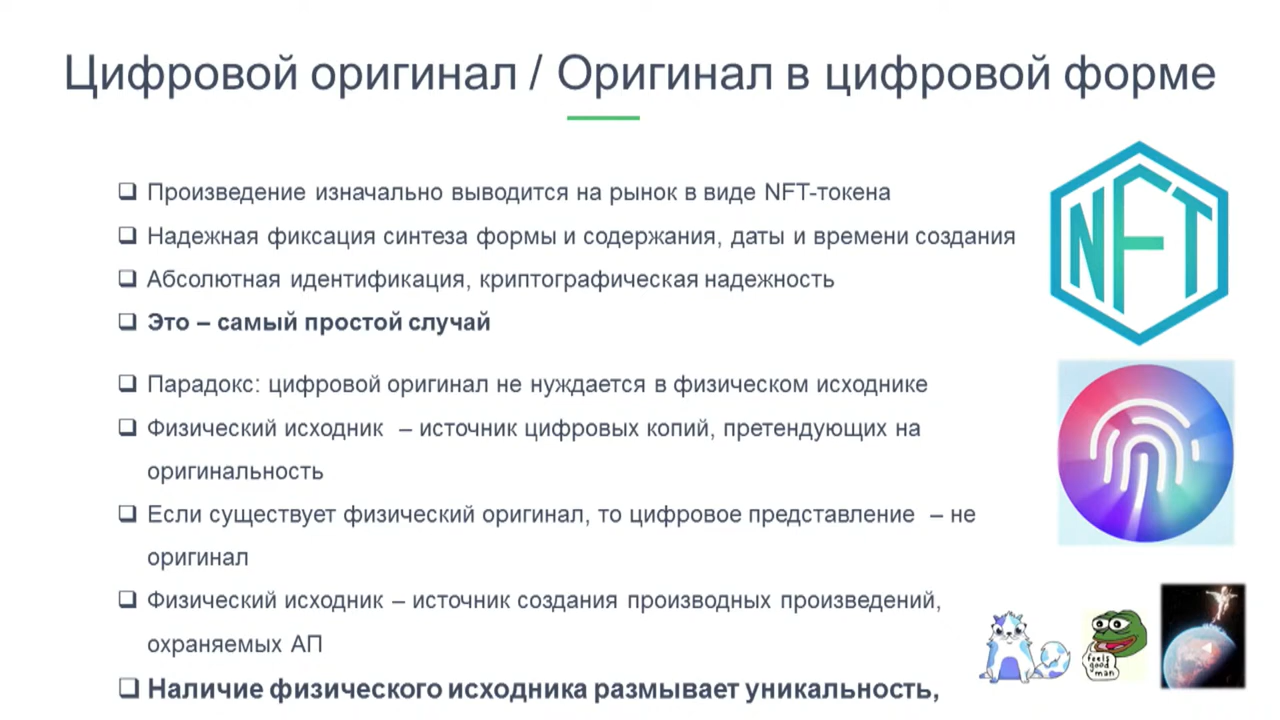 Цифровой оригинал / Оригинал в цифровой форме
❑ Произведение изначально выводится на рынок в виде NFT-токена
❑ Надежная фиксация синтеза формы и содержания, даты и времени создания
❑ Абсолютная идентификация, криптографическая надежность
❑ Это – самый простой случай
❑ Парадокс: цифровой оригинал не нуждается в физическом исходнике
❑ Физический исходник – источник цифровых копий, претендующих на
оригинальность
❑ Если существует физический оригинал, то цифровое представление – не
оригинал
❑ Физический исходник – источник создания производных произведений,
охраняемых АП
❑ Наличие физического исходника размывает уникальность,
NFT
feels
good
man